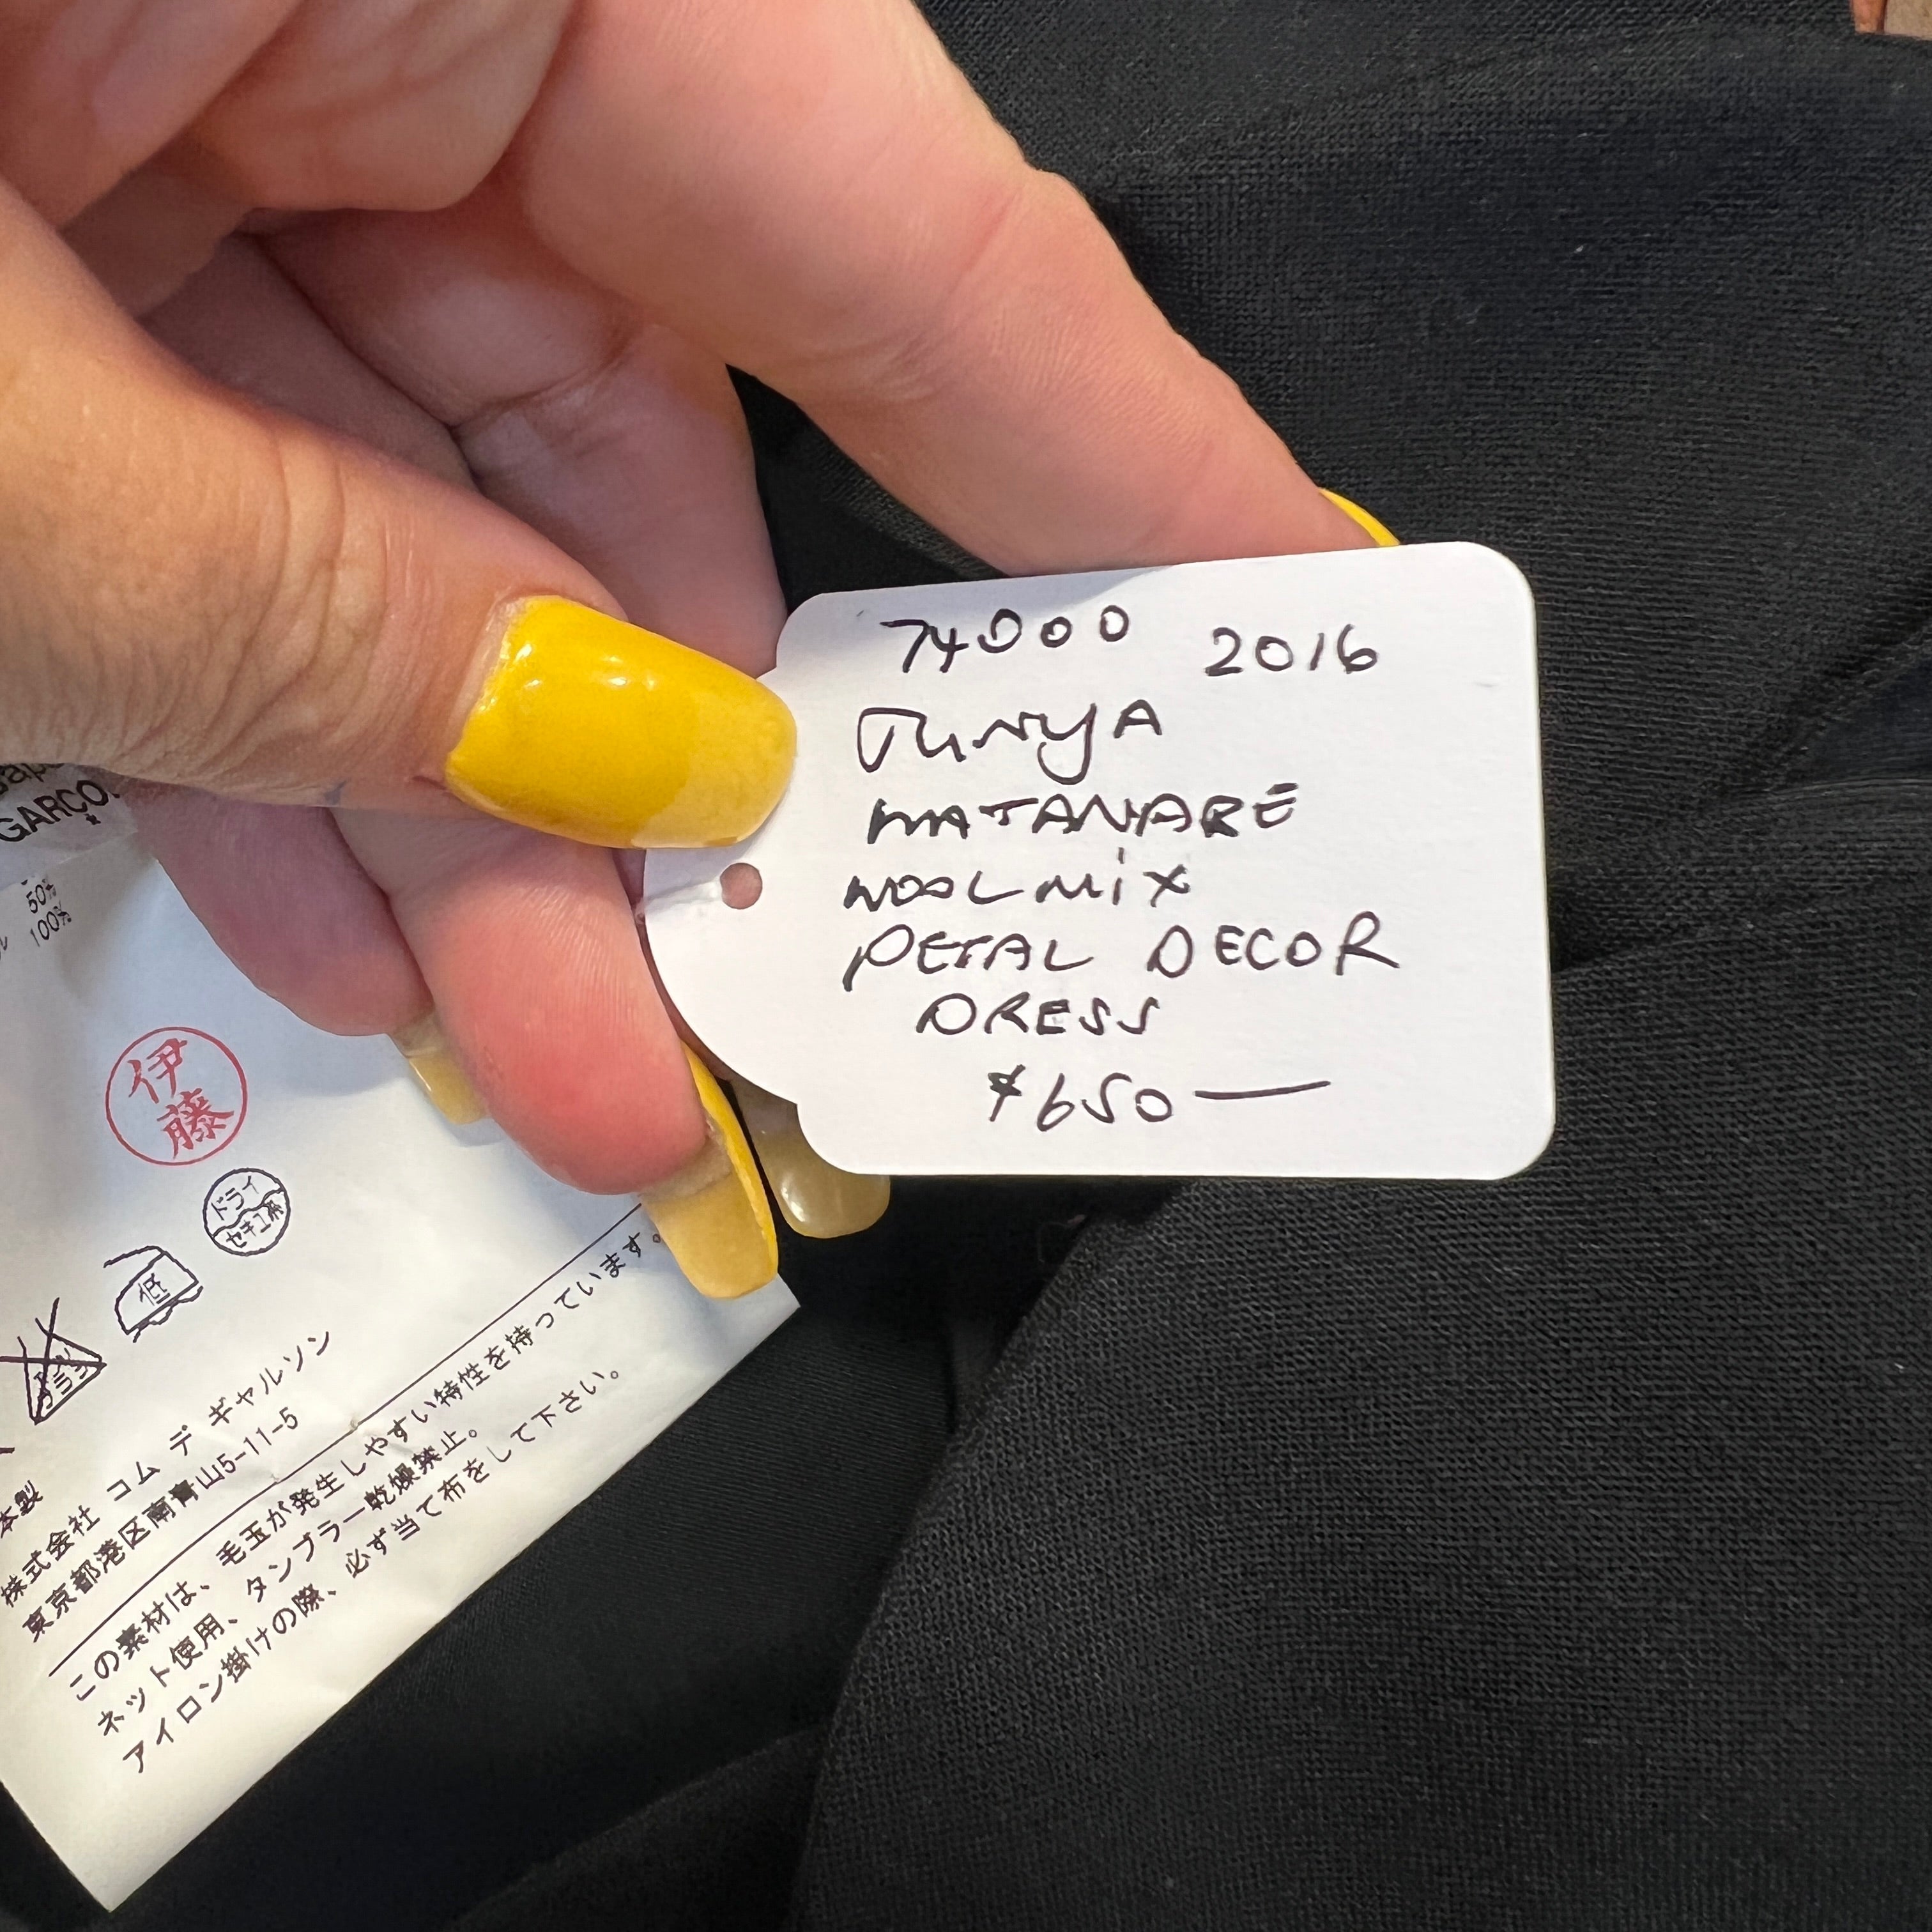 74000 2016
Junya
WATANABE
WOOL MiX
PETAL DECOR
DRESS
$650—
GARÇO
50%
100%
伊
藤
ドライ
セキユ系
低
本製
株式会社 コム デ ギャルソン
東京都港区南青山5-11-5
この素材は、毛玉が発生しやすい特性を持っています。
ネット使用、タンブラー乾燥禁止。
アイロン掛けの際、必ず当て布をして下さい。